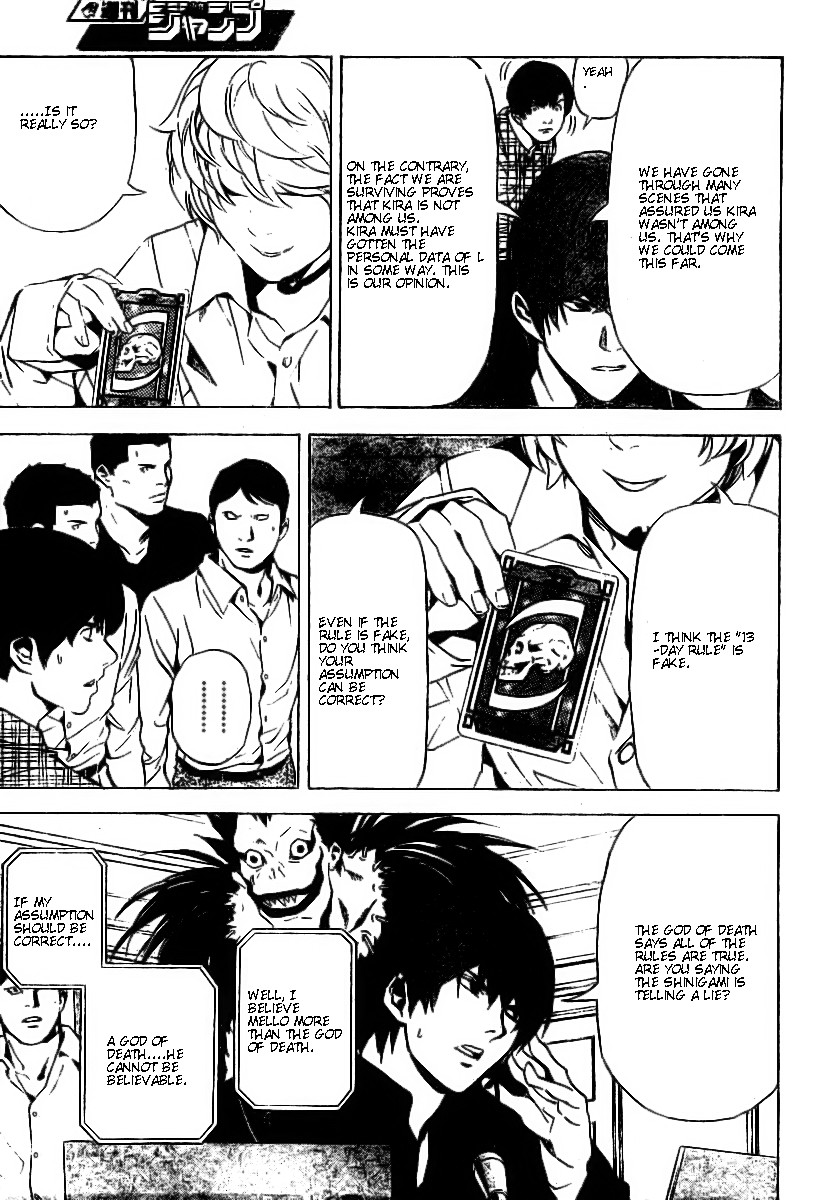 週刊
ジャンプ
YEAH
.
WE HAVE GONE
THROUGH MANY
SCENES THAT
ASSURED US KIRA
WASN'T AMONG
US. THAT'S WHY
WE COULD COME
THIS FAR.
ON THE CONTRARY,
THE FACT WE ARE
SURVIVING PROVES
THAT KIRA IS NOT
AMONG US.
KIRA MUST HAVE
GOTTEN THE
PERSONAL DATA OF L
IN SOME WAY. THIS
IS OUR OPINION.
.....IS IT
REALLY SO?
I THINK THE "13
-DAY RULE" IS
FAKE.
EVEN IF THE
RULE IS FAKE,
DO YOU THINK
YOUR
ASSUMPTION
CAN BE
CORRECT?
THE GOD OF DEATH
SAYS ALL OF THE
RULES ARE TRUE.
ARE YOU SAYING
THE SHINIGAMI IS
TELLING A LIE?
WELL, I
BELIEVE
MELLO MORE
THAN THE GOD
OF DEATH.
IF MY
ASSUMPTION
SHOULD BE
CORRECT....
A GOD OF
DEATH....HE
CANNOT BE
BELIEVABLE.